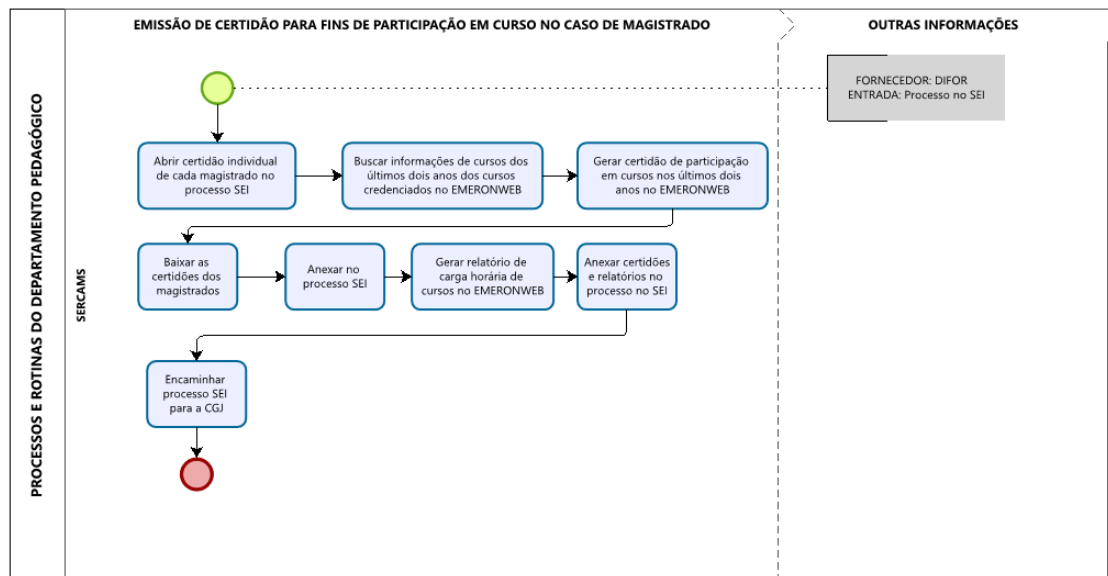 EMISSÃO DE CERTIDÃO PARA FINS DE PARTICIPAÇÃO EM CURSO NO CASO DE MAGISTRADO
OUTRAS INFORMAÇÕES
PROCESSOS E ROTINAS DO DEPARTAMENTO PEDAGÓGICO
SERCAMS
FORNECEDOR: DIFOR
ENTRADA: Processo no SEI
Abrir certidão individual
de cada magistrado no
processo SEI
Buscar informações de cursos dos
últimos dois anos dos cursos
credenciados no EMERONWEB
Gerar certidão de participação
em cursos nos últimos dois
anos no EMERONWEB
Baixar as
certidões dos
magistrados
Anexar no
processo SEI
Gerar relatório de
carga horária de
cursos no EMERONWEB
Anexar certidões
e relatórios no
processo no SEI
Encaminhar
processo SEI
para a CGJ